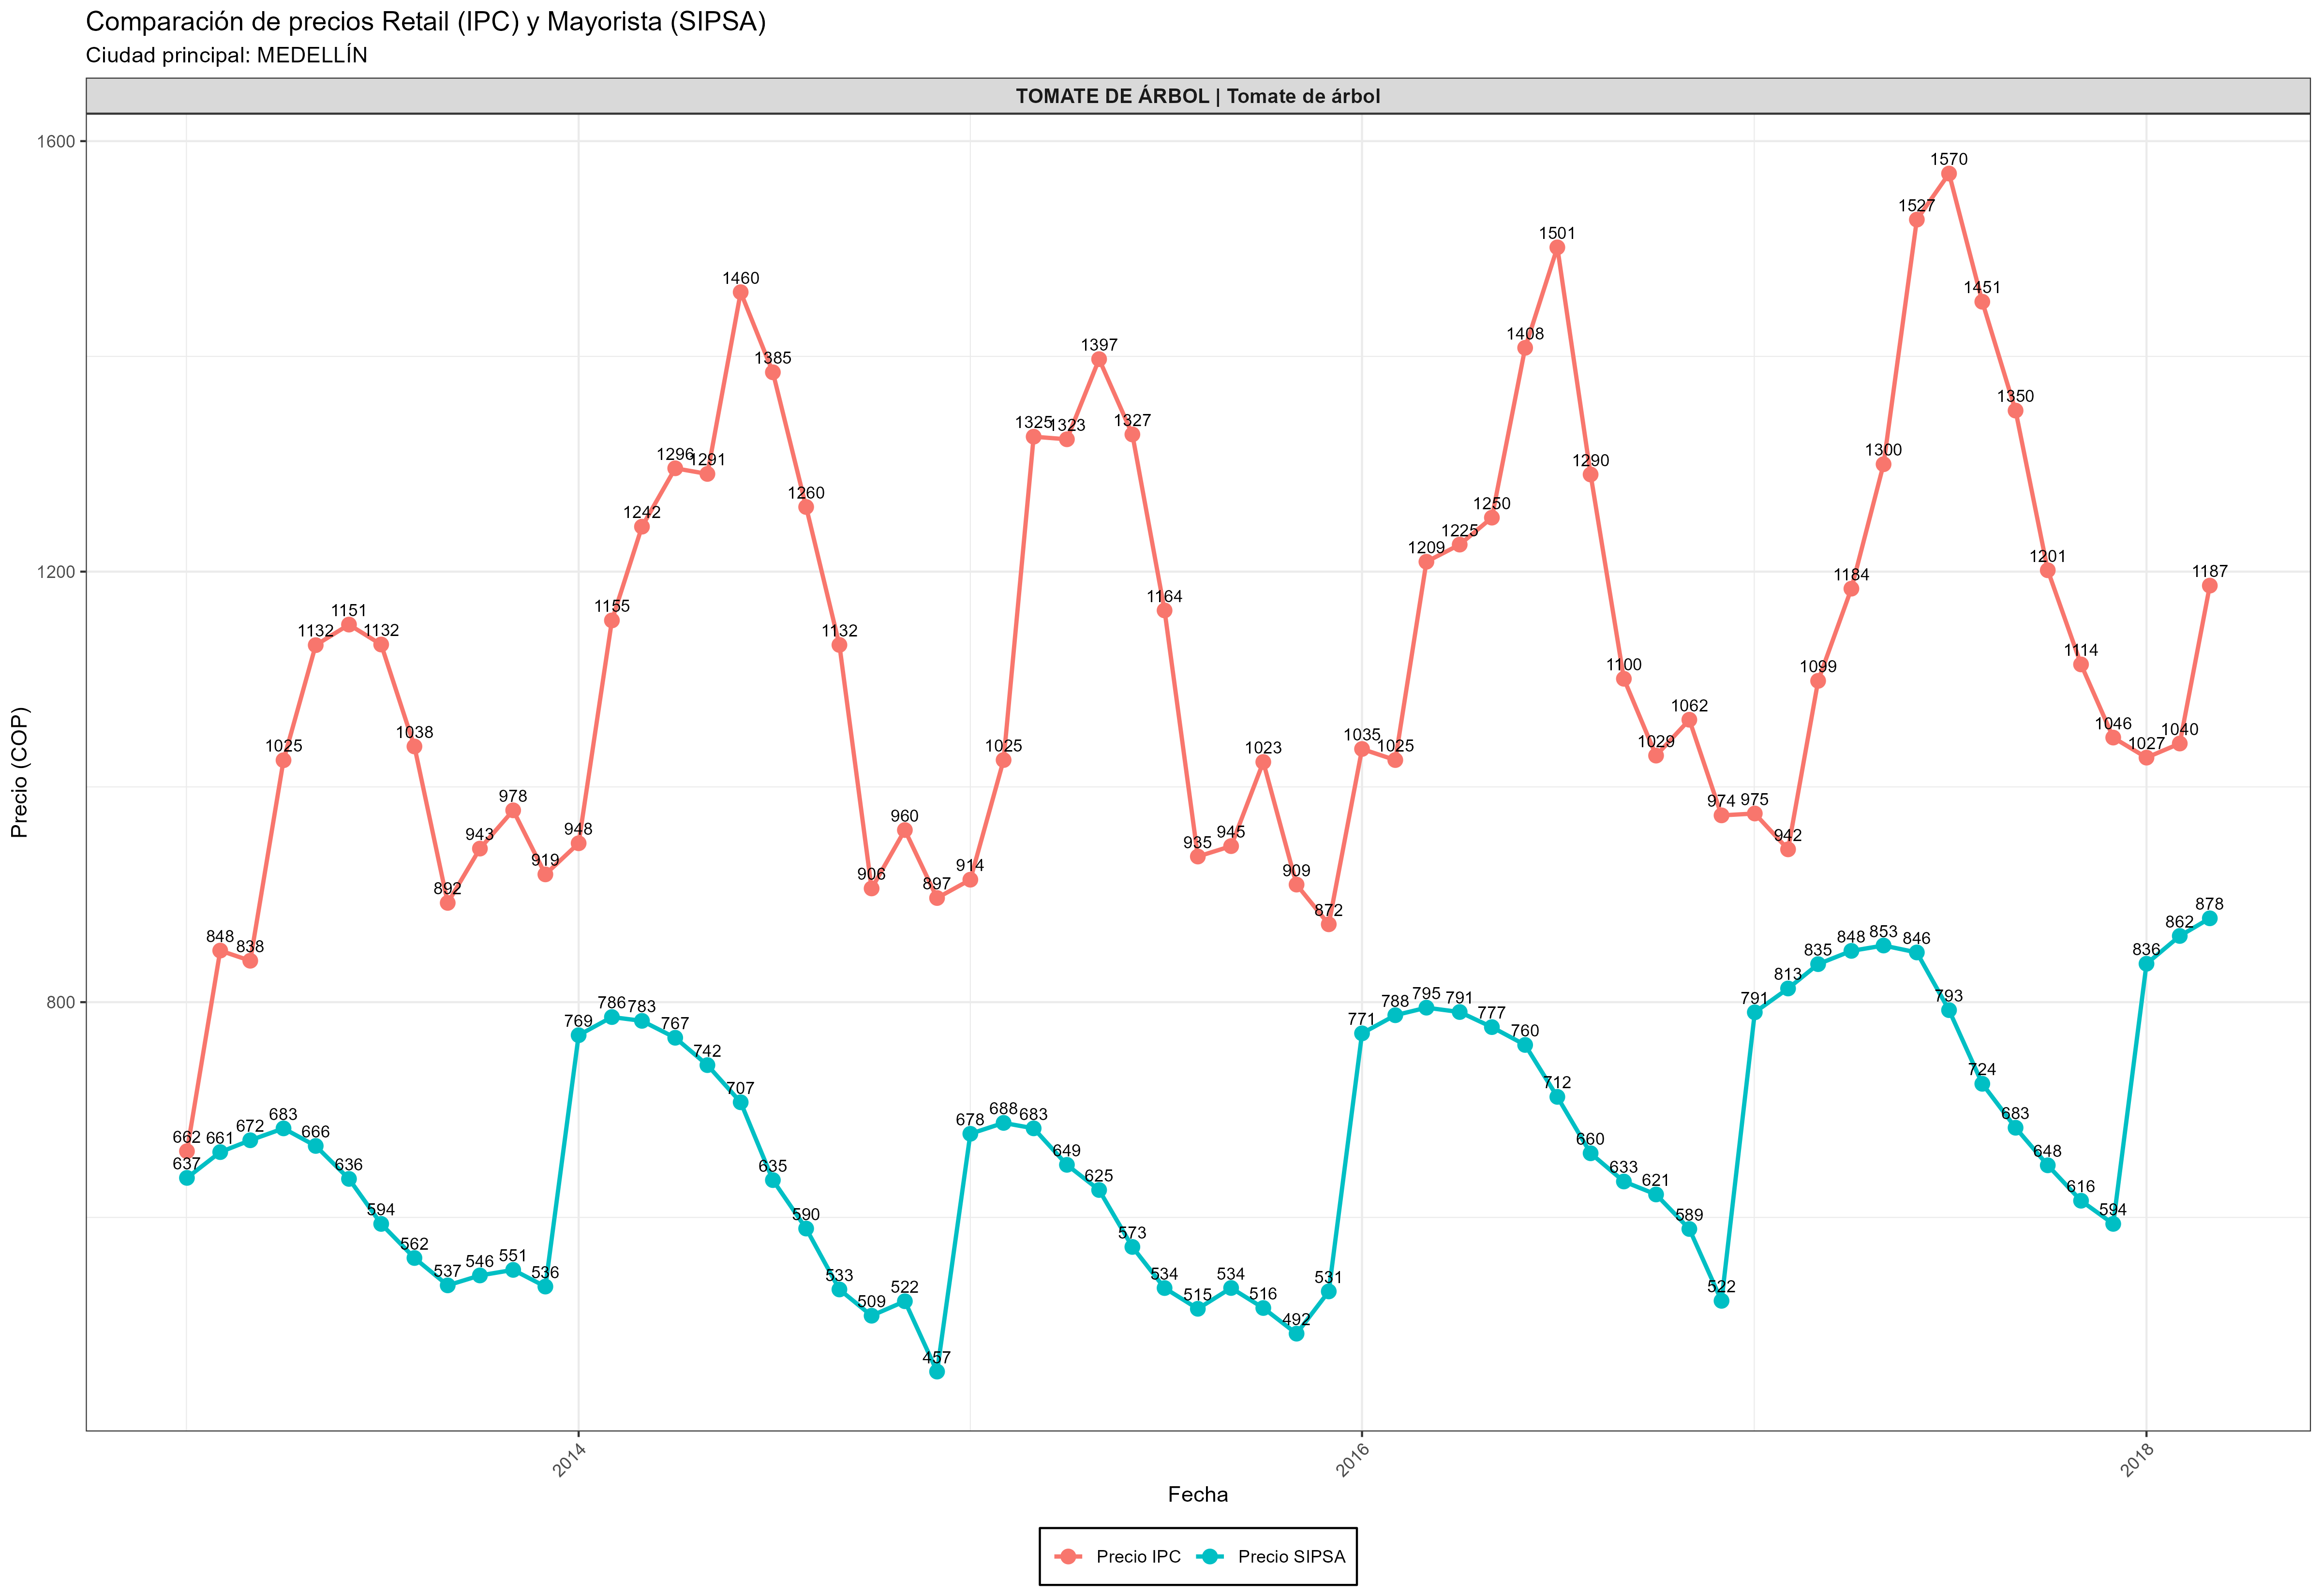 Comparación de precios Retail (IPC) y Mayorista (SIPSA)
Ciudad principal: MEDELLÍN
TOMATE DE ÁRBOL | Tomate de árbol
Precio (COP)
1600
1200
800
662 848 838 1025 1132 1151 1132 1038 892 943 978 919 948 1155 1242 1296 1291 1460 1385 1260 1132 906 960 897 914 1025 1325 1323 1397 1327 1164 935 945 1023 909 872 1035 1025 1209 1225 1250 1408 1501 1290 1100 1029 1062 974 975 942 1099 1184 1300 1527 1570 1451 1350 1201 1114 1046 1027 1040 1187
637 661 672 683 666 636 594 562 537 546 551 536 769 786 783 767 742 707 635 590 533 509 522 457 678 688 683 649 625 573 534 515 534 516 492 531 771 788 795 791 777 760 712 660 633 621 589 522 791 813 835 848 853 846 793 724 683 648 616 594 836 862 878
2014 2016 2018
Fecha
Precio IPC Precio SIPSA